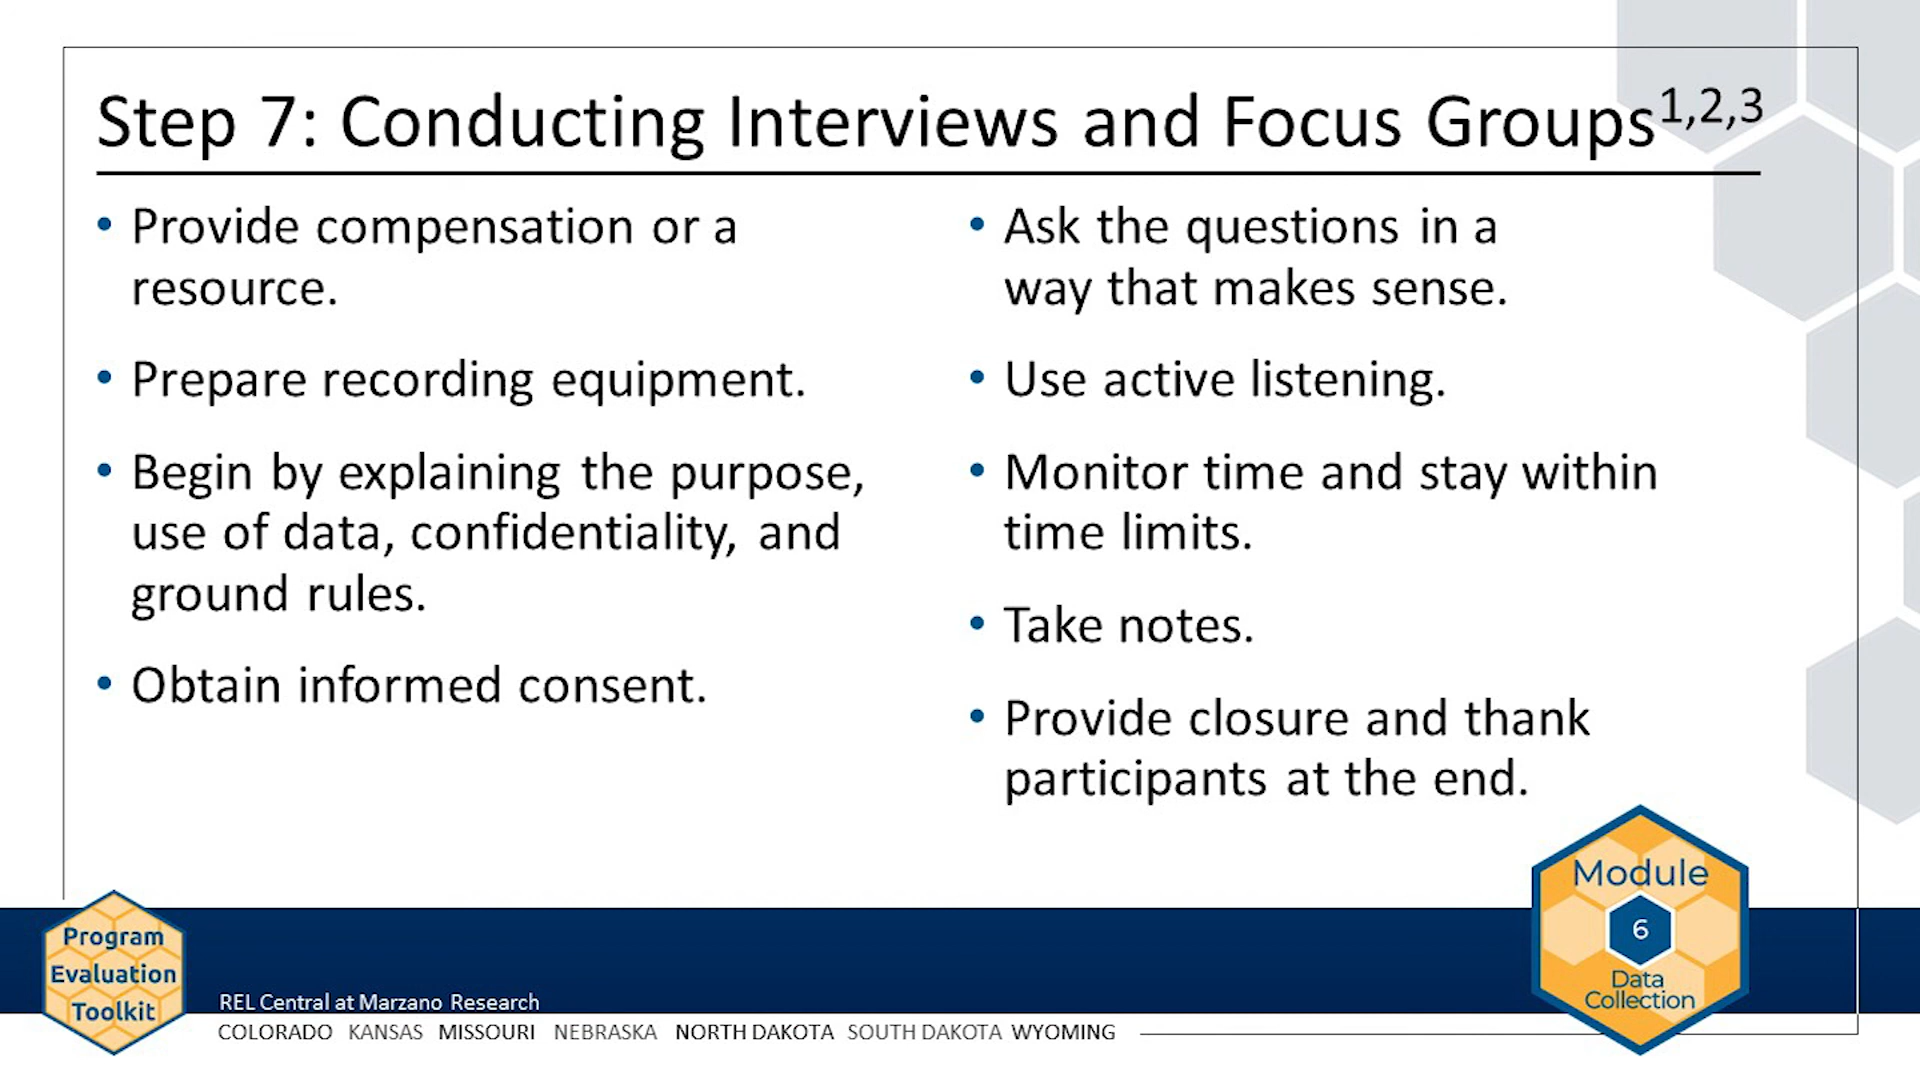 Step 7: Conducting Interviews and Focus Groups1,2,3
• Provide compensation or a
resource.
• Prepare recording equipment.
• Begin by explaining the purpose,
use of data, confidentiality, and
ground rules.
• Obtain informed consent.
• Ask the questions in a
way that makes sense.
• Use active listening.
• Monitor time and stay within
time limits.
• Take notes.
• Provide closure and thank
participants at the end.
Program
Evaluation
Toolkit
REL Central at Marzano Research
COLORADO KANSAS MISSOURI NEBRASKA NORTH DAKOTA SOUTH DAKOTA WYOMING
Module
6
Data
Collection